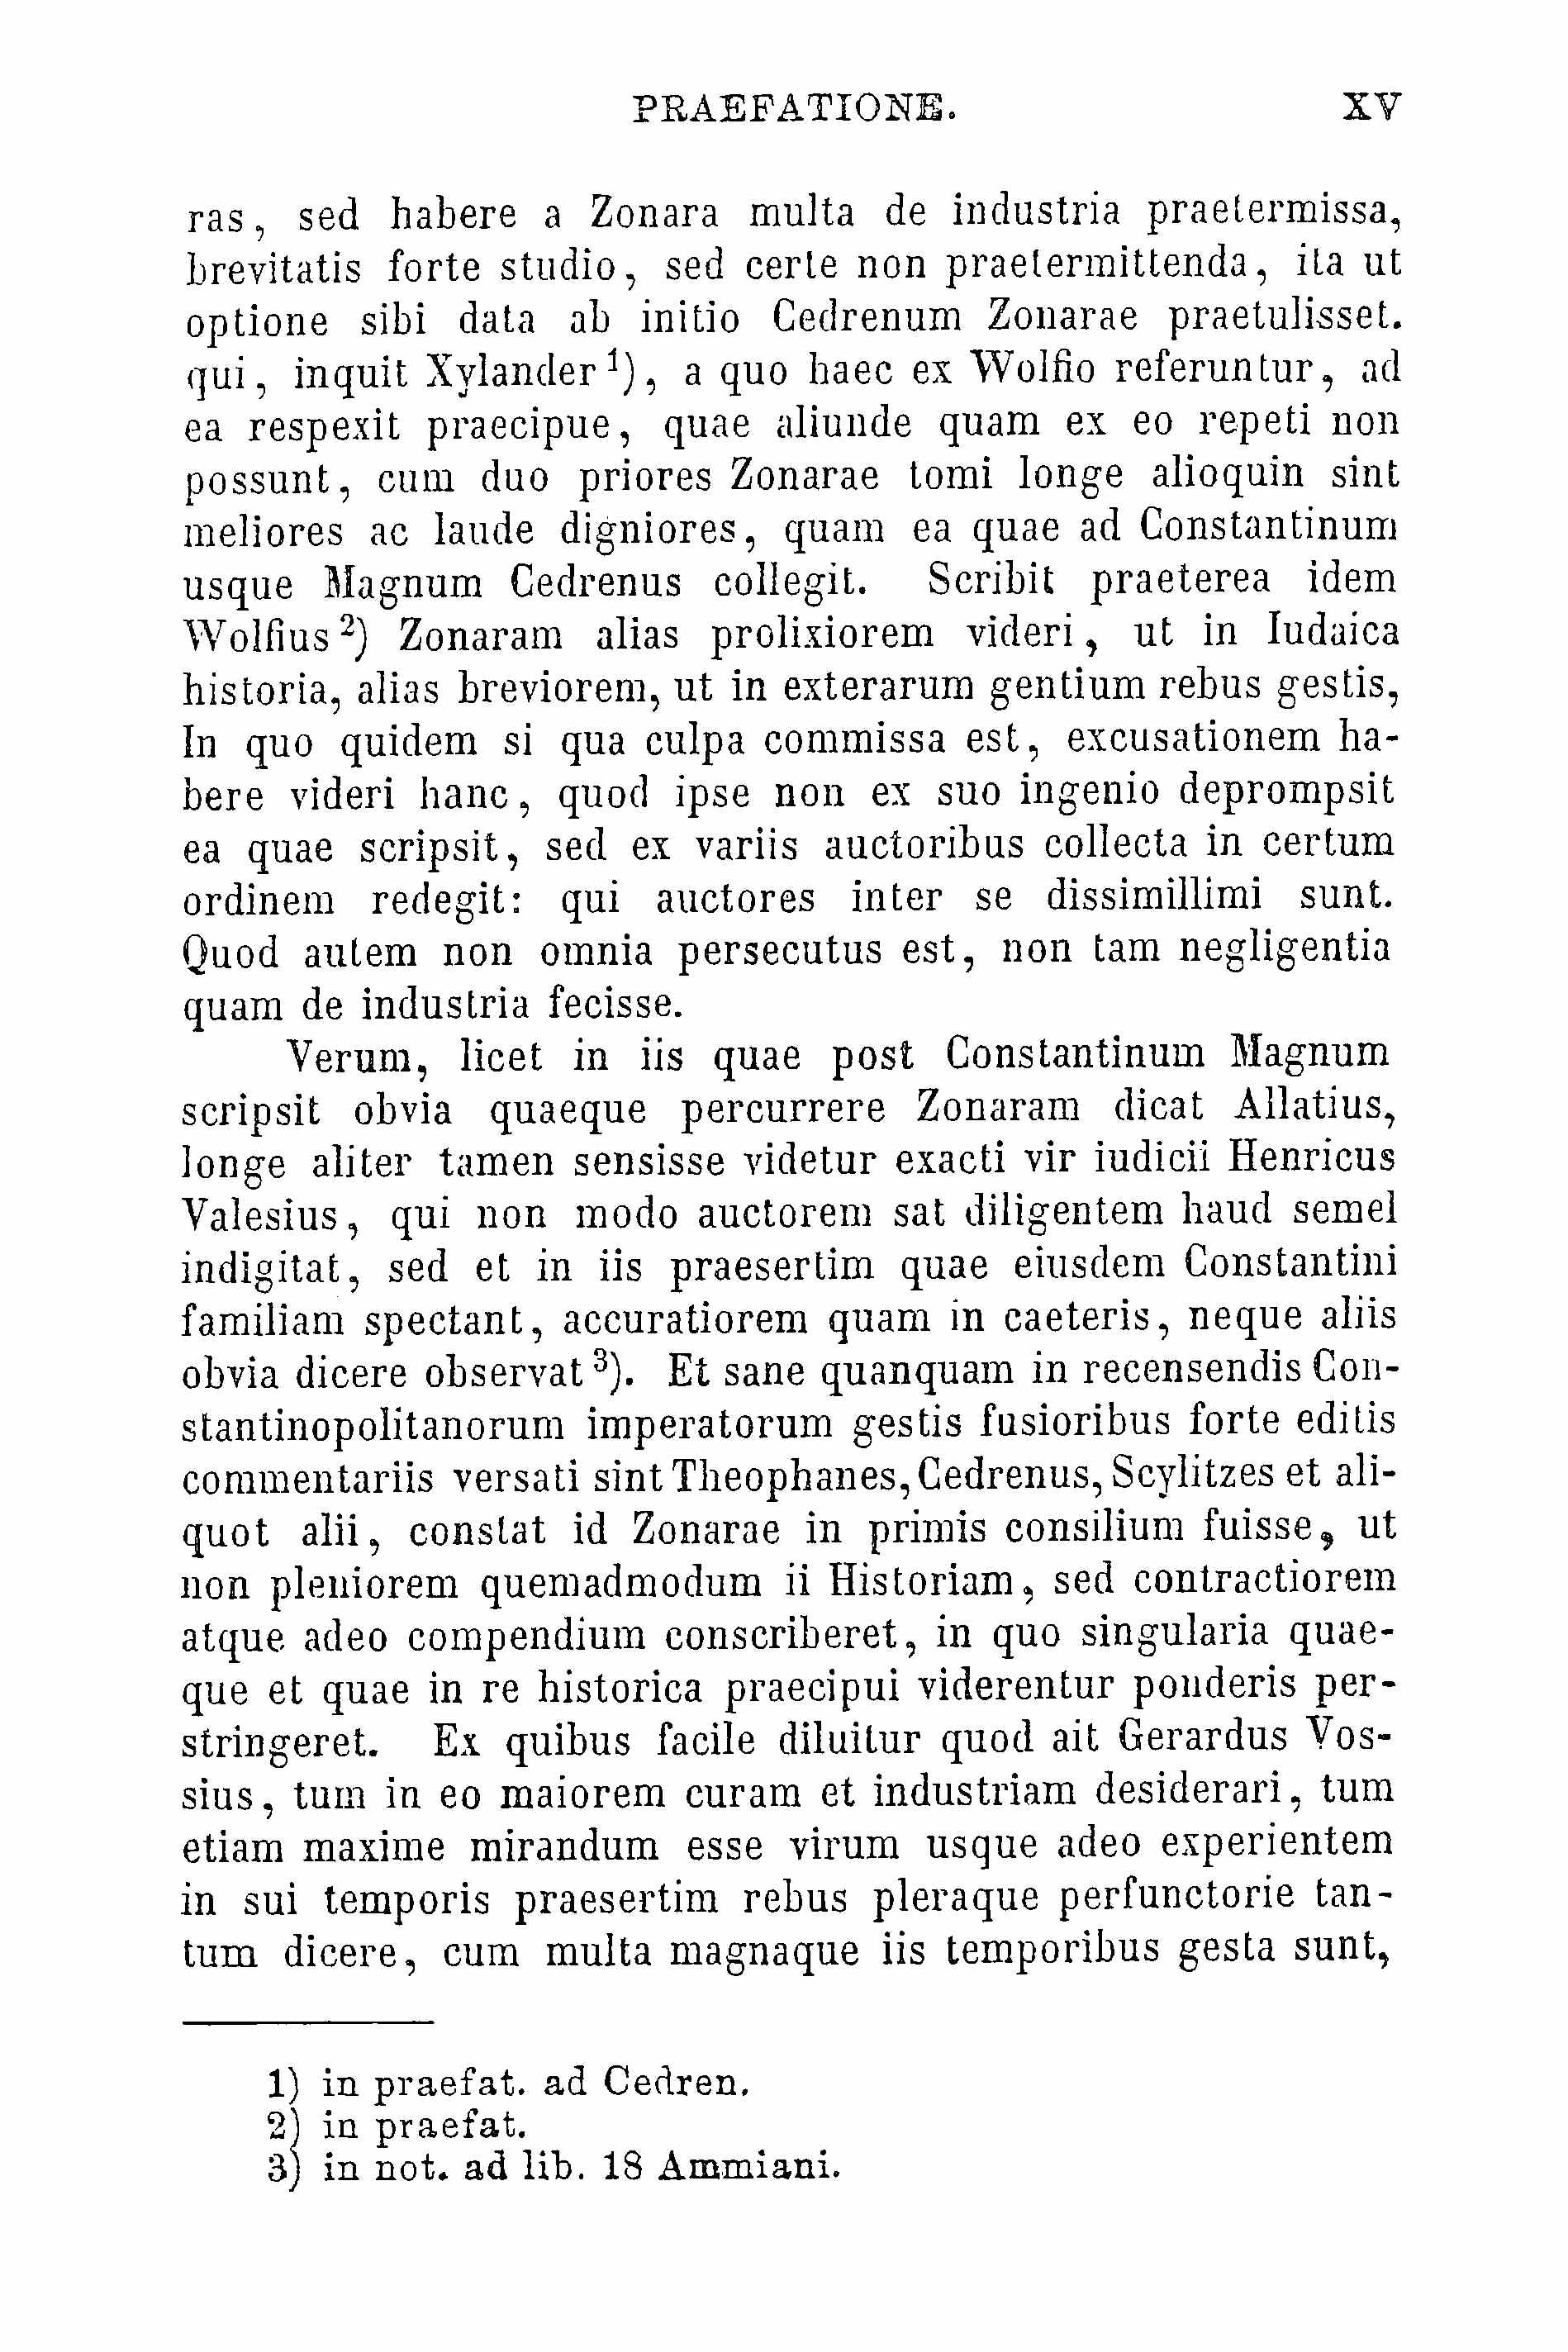 PRAEFATIONE. XV
ras, sed habere a Zonara multa de industria praetermissa,
brevitatis forte studio, sed certe non praetermittenda, ita ut
optione sibi data ab initio Cedrenum Zonarae praetulisset.
qui, inquit Xylander ¹), a quo haec ex Wolfio referuntur, ad
ea respexit praecipue, quae aliunde quam ex eo repeti non
possunt, cum duo priores Zonarae tomi longe alioquin sint
meliores ac laude digniores, quam ea quae ad Constantinum
usque Magnum Cedrenus collegit. Scribit praeterea idem
Wolfius ²) Zonaram alias prolixiorem videri, ut in Iudaica
historia, alias breviorem, ut in exterarum gentium rebus gestis,
In quo quidem si qua culpa commissa est, excusationem ha-
bere videri hanc, quod ipse non ex suo ingenio deprompsit
ea quae scripsit, sed ex variis auctoribus collecta in certum
ordinem redegit: qui auctores inter se dissimillimi sunt.
Quod autem non omnia persecutus est, non tam negligentia
quam de industria fecisse.
Verum, licet in iis quae post Constantinum Magnum
scripsit obvia quaeque percurrere Zonaram dicat Allatius,
longe aliter tamen sensisse videtur exacti vir iudicii Henricus
Valesius, qui non modo auctorem sat diligentem haud semel
indigitat, sed et in iis praesertim quae eiusdem Constantini
familiam spectant, accuratiorem quam in caeteris, neque aliis
obvia dicere observat ³). Et sane quanquam in recensendis Con-
stantinopolitanorum imperatorum gestis fusioribus forte editis
commentariis versati sint Theophanes, Cedrenus, Scylitzes et ali-
quot alii, constat id Zonarae in primis consilium fuisse, ut
non pleniorem quemadmodum ii Historiam, sed contractiorem
atque adeo compendium conscriberet, in quo singularia quae-
que et quae in re historica praecipui viderentur ponderis per-
stringeret. Ex quibus facile diluitur quod ait Gerardus Vos-
sius, tum in eo maiorem curam et industriam desiderari, tum
etiam maxime mirandum esse virum usque adeo experientem
in sui temporis praesertim rebus pleraque perfunctorie tan-
tum dicere, cum multa magnaque iis temporibus gesta sunt,
1) in praefat. ad Cedren.
2) in praefat.
3) in not. ad lib. 18 Ammiani.